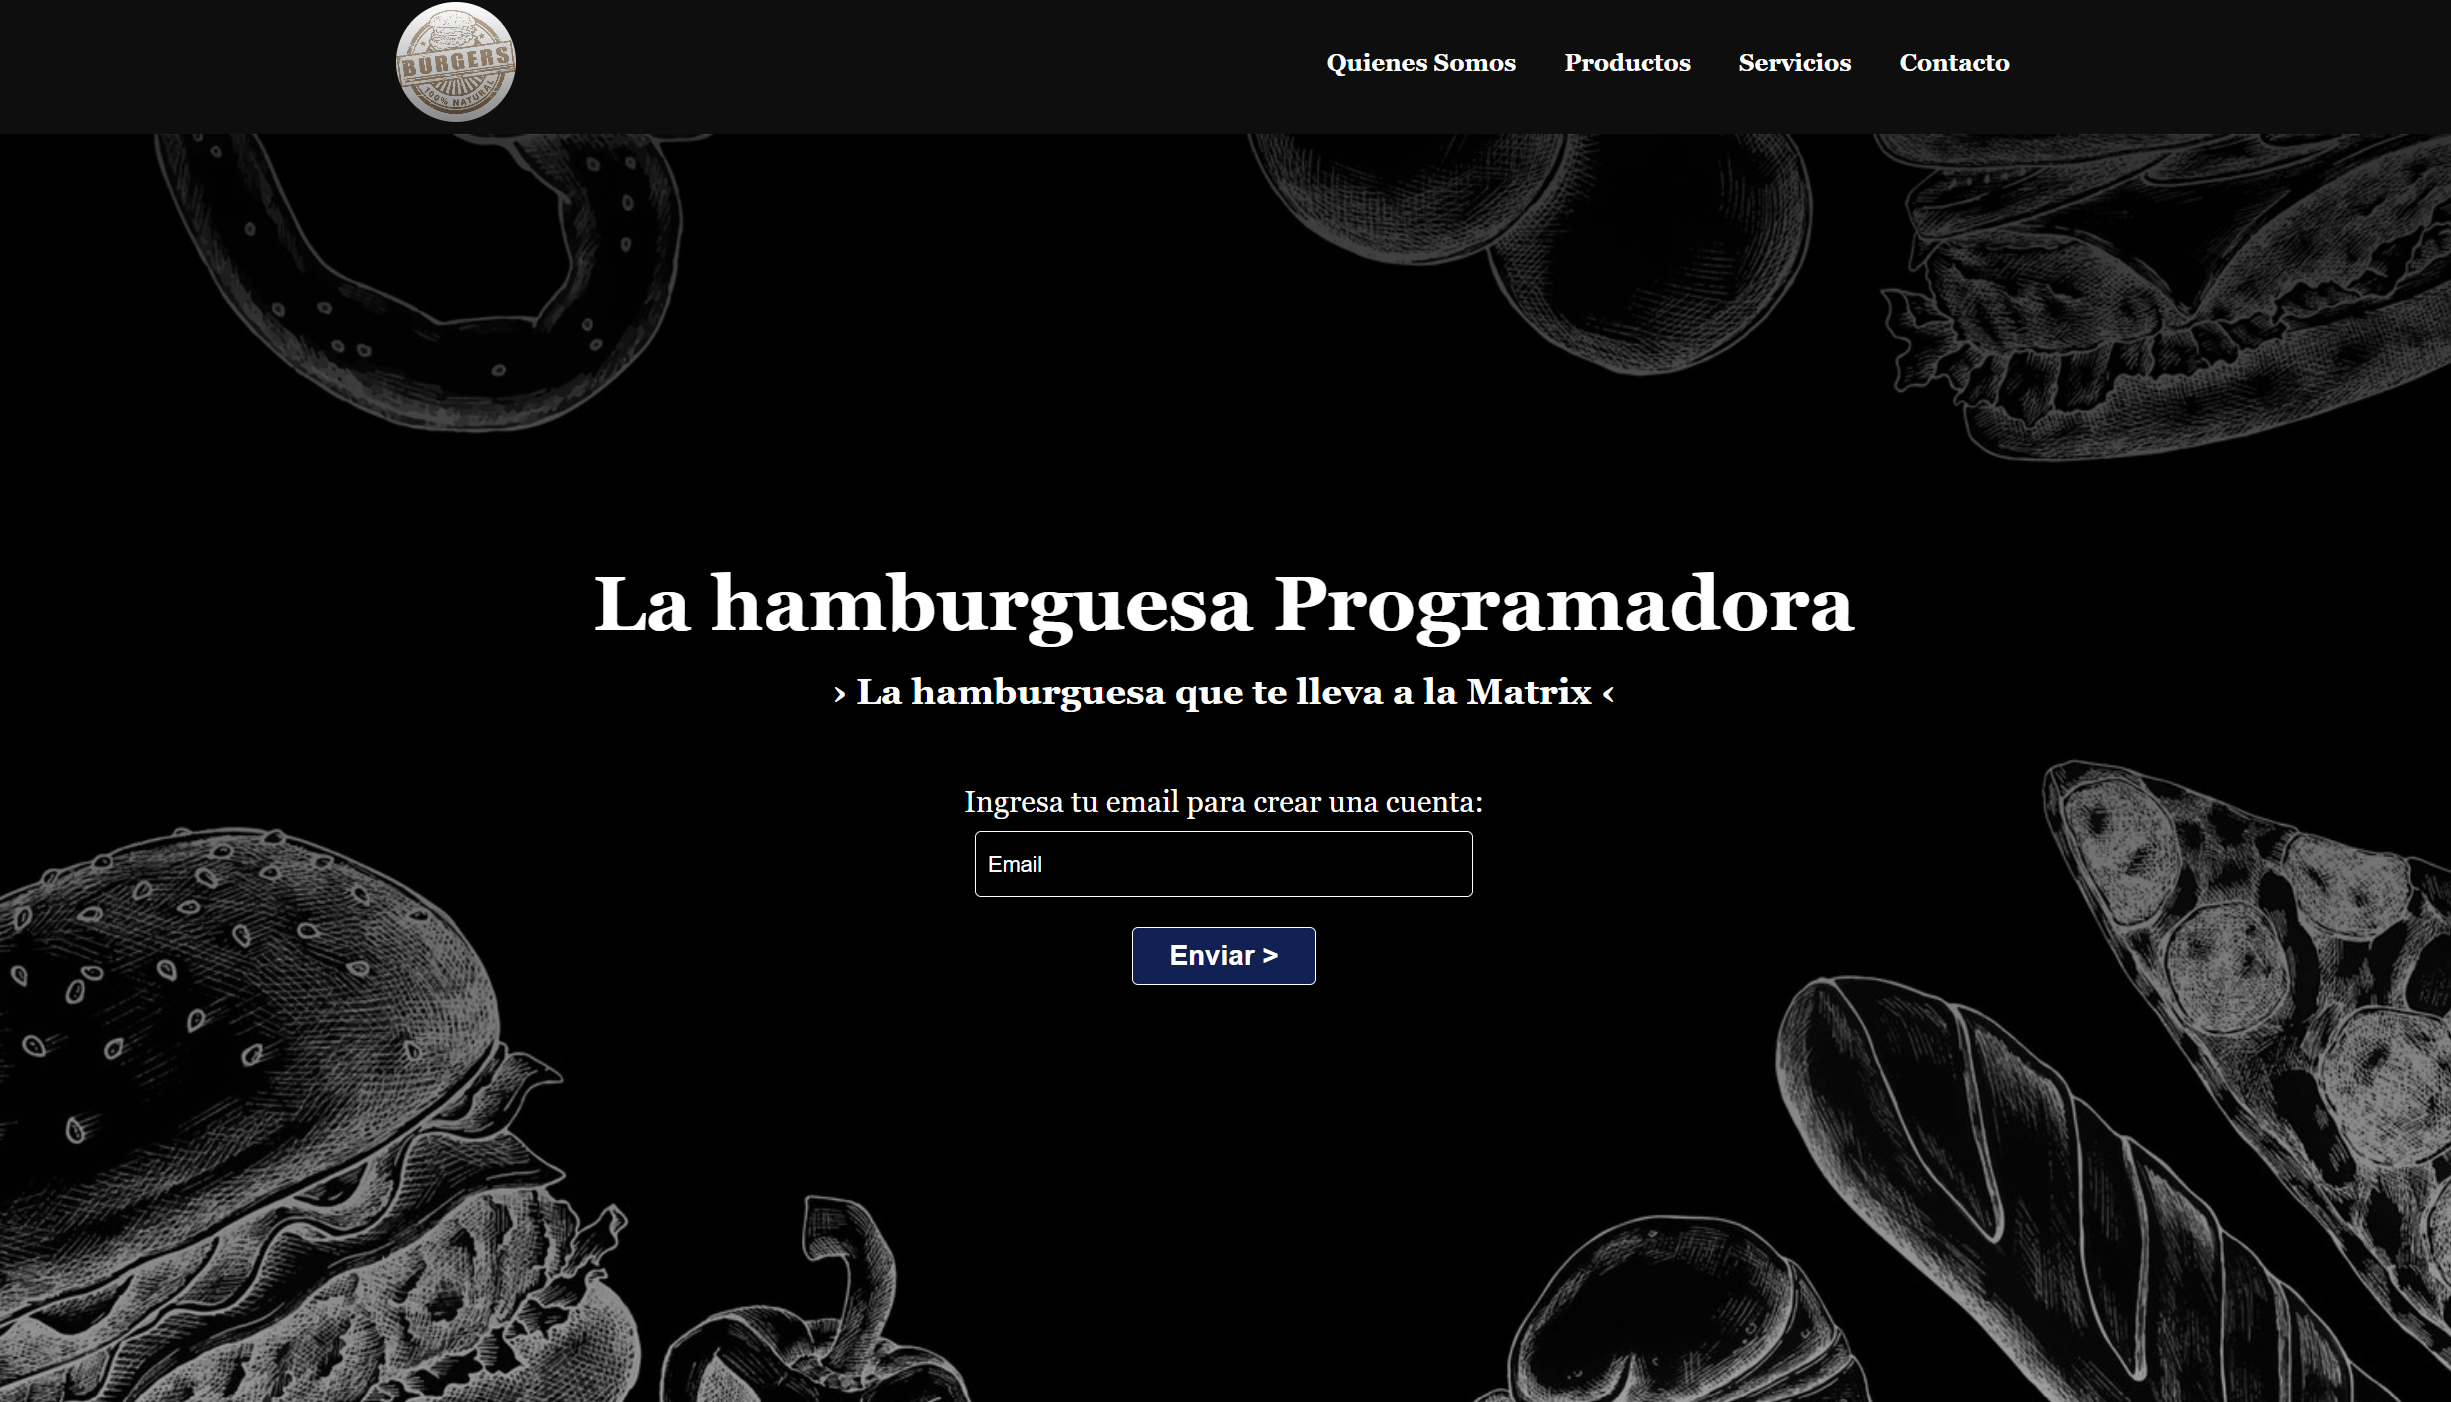 BURGERS
100% NATURAL
Quienes Somos
Productos
Servicios
Contacto
La hamburguesa Programadora
› La hamburguesa que te lleva a la Matrix ‹
Ingresa tu email para crear una cuenta:
Email
Enviar >